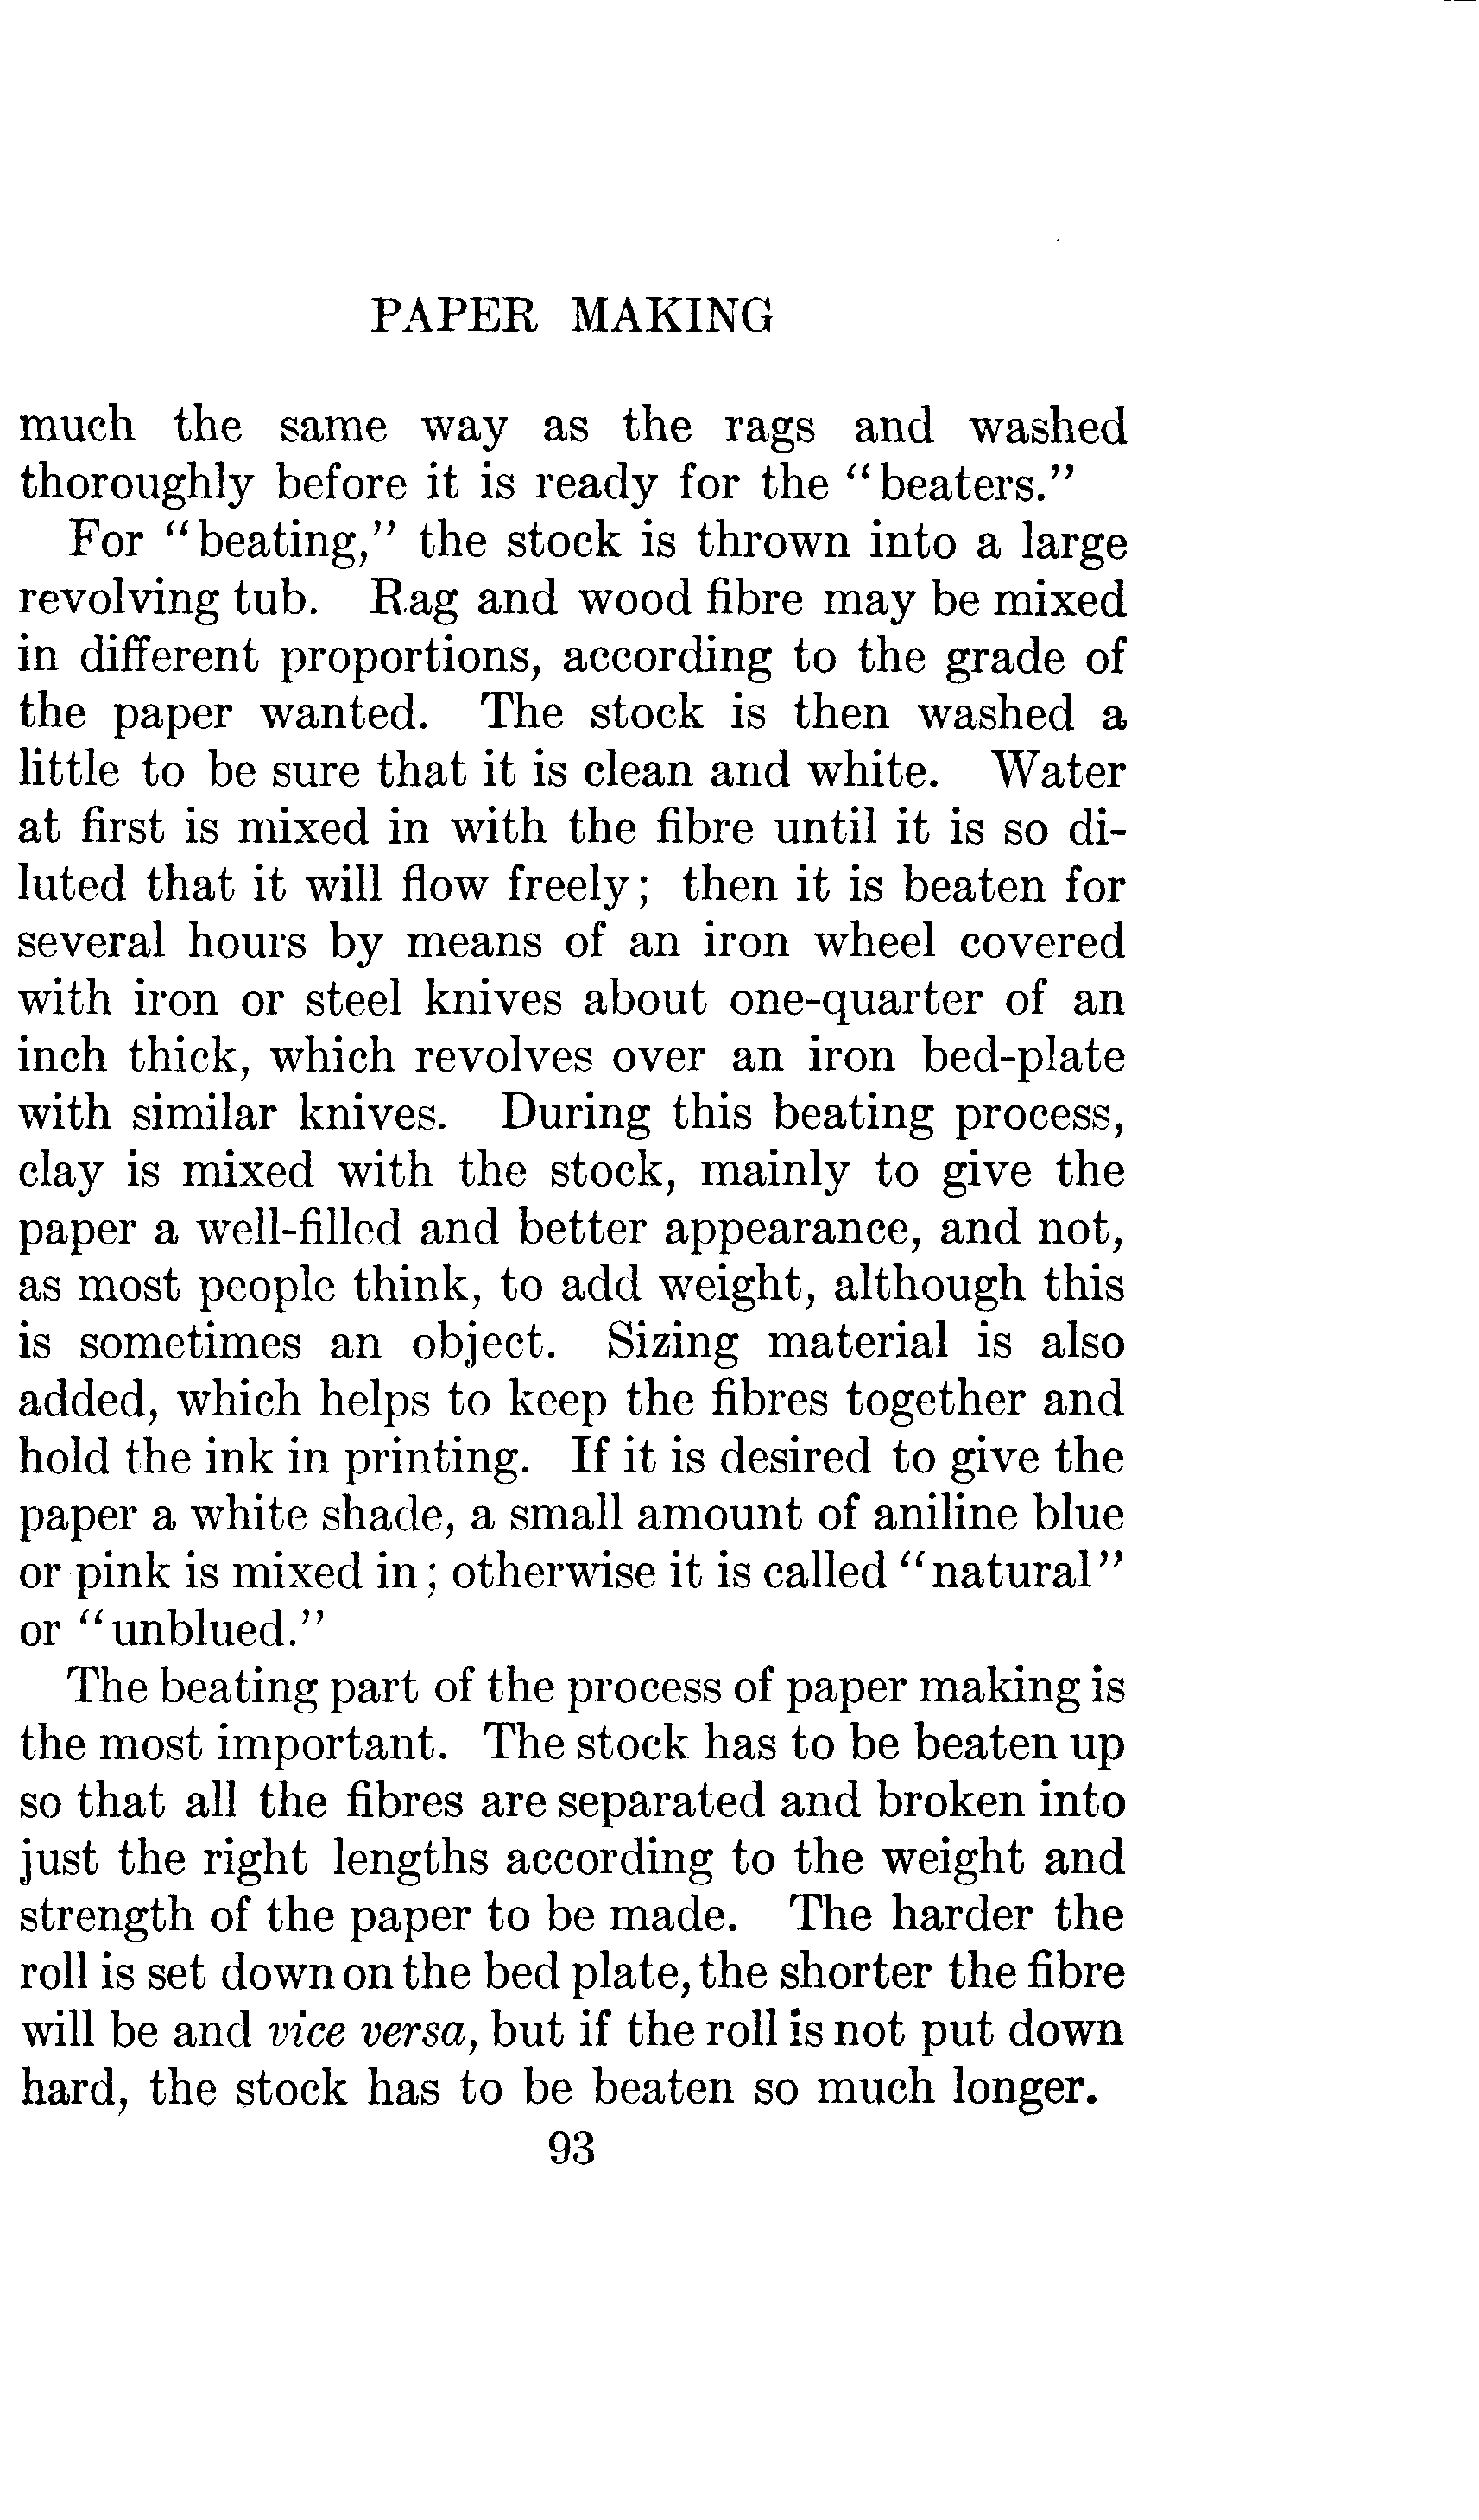 PAPER MAKING
much the same way as the rags and washed
thoroughly before it is ready for the "beaters."
For "beating," the stock is thrown into a large
revolving tub. Rag and wood fibre may be mixed
in different proportions, according to the grade of
the paper wanted. The stock is then washed a
little to be sure that it is clean and white. Water
at first is mixed in with the fibre until it is so di-
luted that it will flow freely; then it is beaten for
several hours by means of an iron wheel covered
with iron or steel knives about one-quarter of an
inch thick, which revolves over an iron bed-plate
with similar knives. During this beating process,
clay is mixed with the stock, mainly to give the
paper a well-filled and better appearance, and not,
as most people think, to add weight, although this
is sometimes an object. Sizing material is also
added, which helps to keep the fibres together and
hold the ink in printing. If it is desired to give the
paper a white shade, a small amount of aniline blue
or pink is mixed in; otherwise it is called "natural"
or "unblued."
The beating part of the process of paper making is
the most important. The stock has to be beaten up
so that all the fibres are separated and broken into
just the right lengths according to the weight and
strength of the paper to be made. The harder the
roll is set down on the bed plate, the shorter the fibre
will be and vice versa, but if the roll is not put down
hard, the stock has to be beaten so much longer.
93